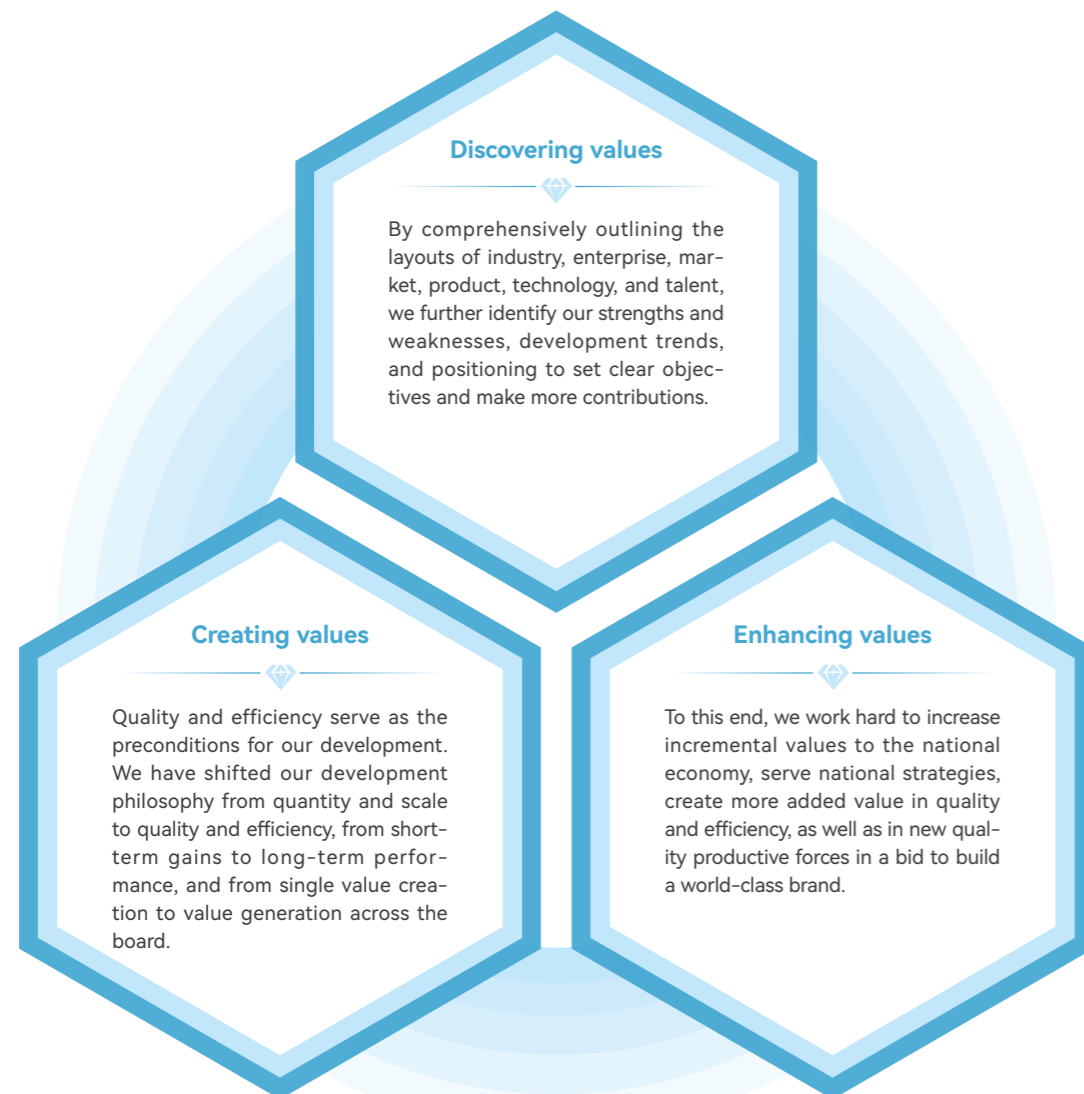 Discovering values
By comprehensively outlining the
layouts of industry, enterprise, mar-
ket, product, technology, and talent,
we further identify our strengths and
weaknesses, development trends,
and positioning to set clear objec-
tives and make more contributions.
Creating values
Quality and efficiency serve as the
preconditions for our development.
We have shifted our development
philosophy from quantity and scale
to quality and efficiency, from short-
term gains to long-term perfor-
mance, and from single value crea-
tion to value generation across the
board.
Enhancing values
To this end, we work hard to increase
incremental values to the national
economy, serve national strategies,
create more added value in quality
and efficiency, as well as in new qual-
ity productive forces in a bid to build
a world-class brand.